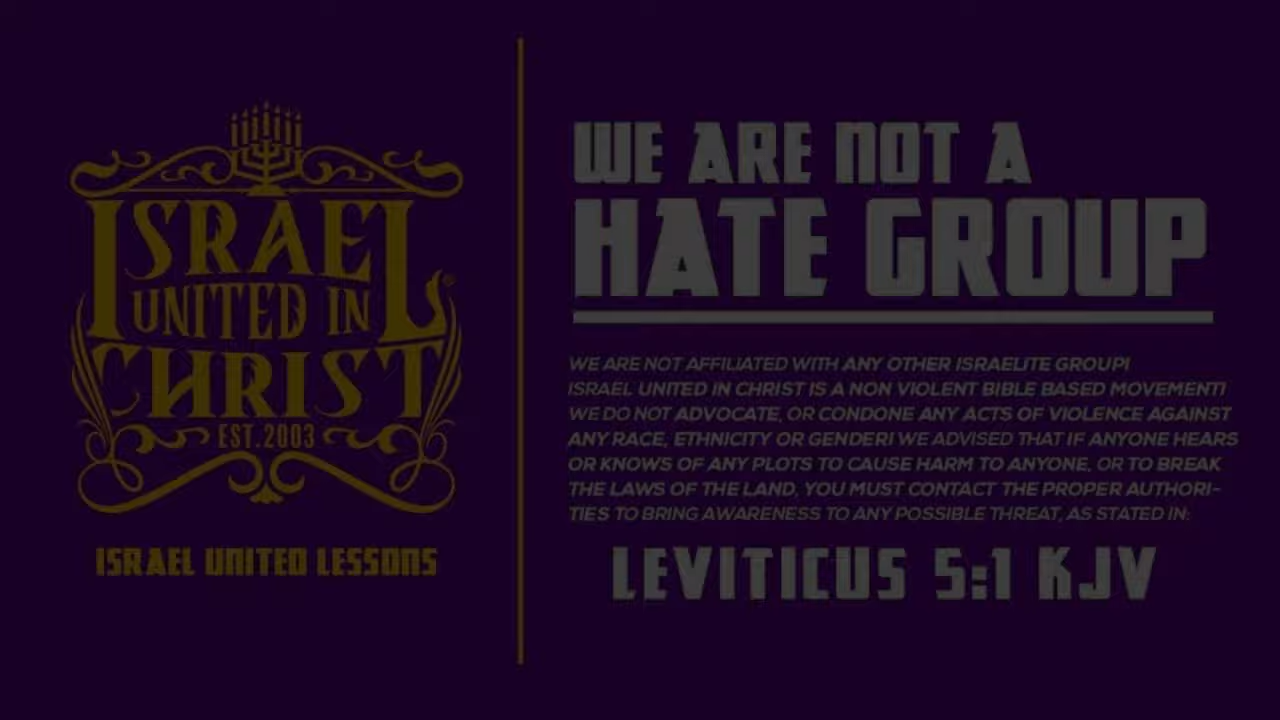 ISRAEL
UNITED IN
CHRIST
EST.2003
ISRAEL UNITED LESSONS
WE ARE NOT A
HATE GROUP
WE ARE NOT AFFILIATED WITH ANY OTHER ISRAELITE GROUP!
ISRAEL UNITED IN CHRIST IS A NON VIOLENT BIBLE BASED MOVEMENT!
WE DO NOT ADVOCATE, OR CONDONE ANY ACTS OF VIOLENCE AGAINST
ANY RACE, ETHNICITY OR GENDER! WE ADVISED THAT IF ANYONE HEARS
OR KNOWS OF ANY PLOTS TO CAUSE HARM TO ANYONE, OR TO BREAK
THE LAWS OF THE LAND, YOU MUST CONTACT THE PROPER AUTHORI-
TIES TO BRING AWARENESS TO ANY POSSIBLE THREAT, AS STATED IN:
LEVITICUS 5:1 KJV